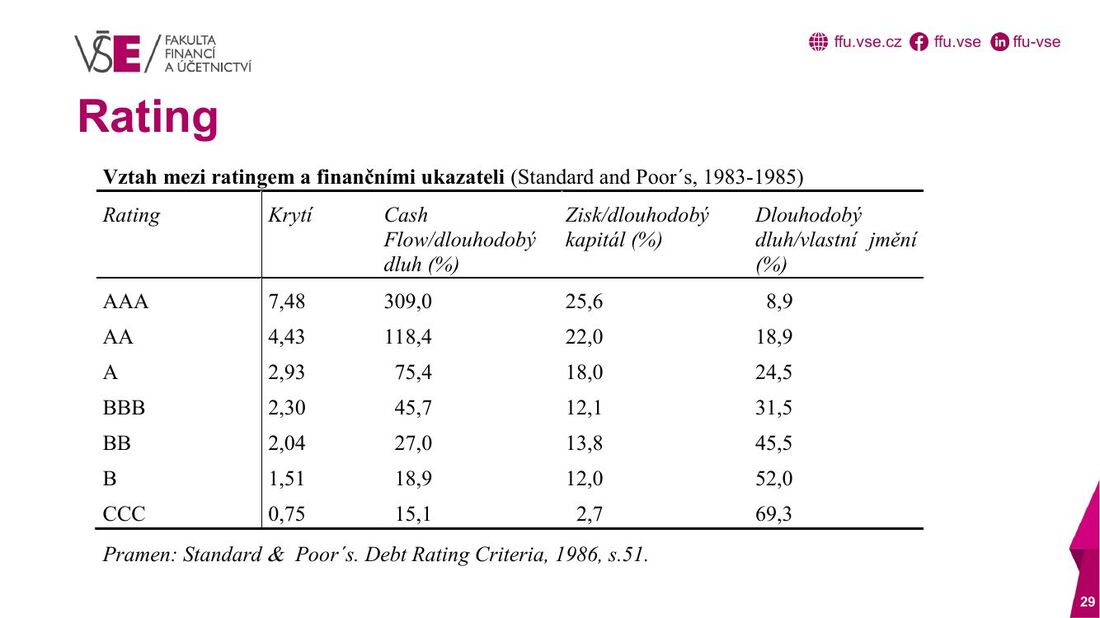 VŠE / FAKULTA
FINANCÍ
A ÚČETNICTVÍ
ffu.vse.cz ffu.vse ffu-vse
Rating
Vztah mezi ratingem a finančními ukazateli (Standard and Poor´s, 1983-1985)
Rating Krytí Cash Zisk/dlouhodobý Dlouhodobý
Flow/dlouhodobý kapitál (%) dluh/vlastní jmění
dluh (%) (%)
AAA 7,48 309,0 25,6 8,9
AA 4,43 118,4 22,0 18,9
A 2,93 75,4 18,0 24,5
BBB 2,30 45,7 12,1 31,5
BB 2,04 27,0 13,8 45,5
B 1,51 18,9 12,0 52,0
CCC 0,75 15,1 2,7 69,3
Pramen: Standard & Poor´s. Debt Rating Criteria, 1986, s.51.
29